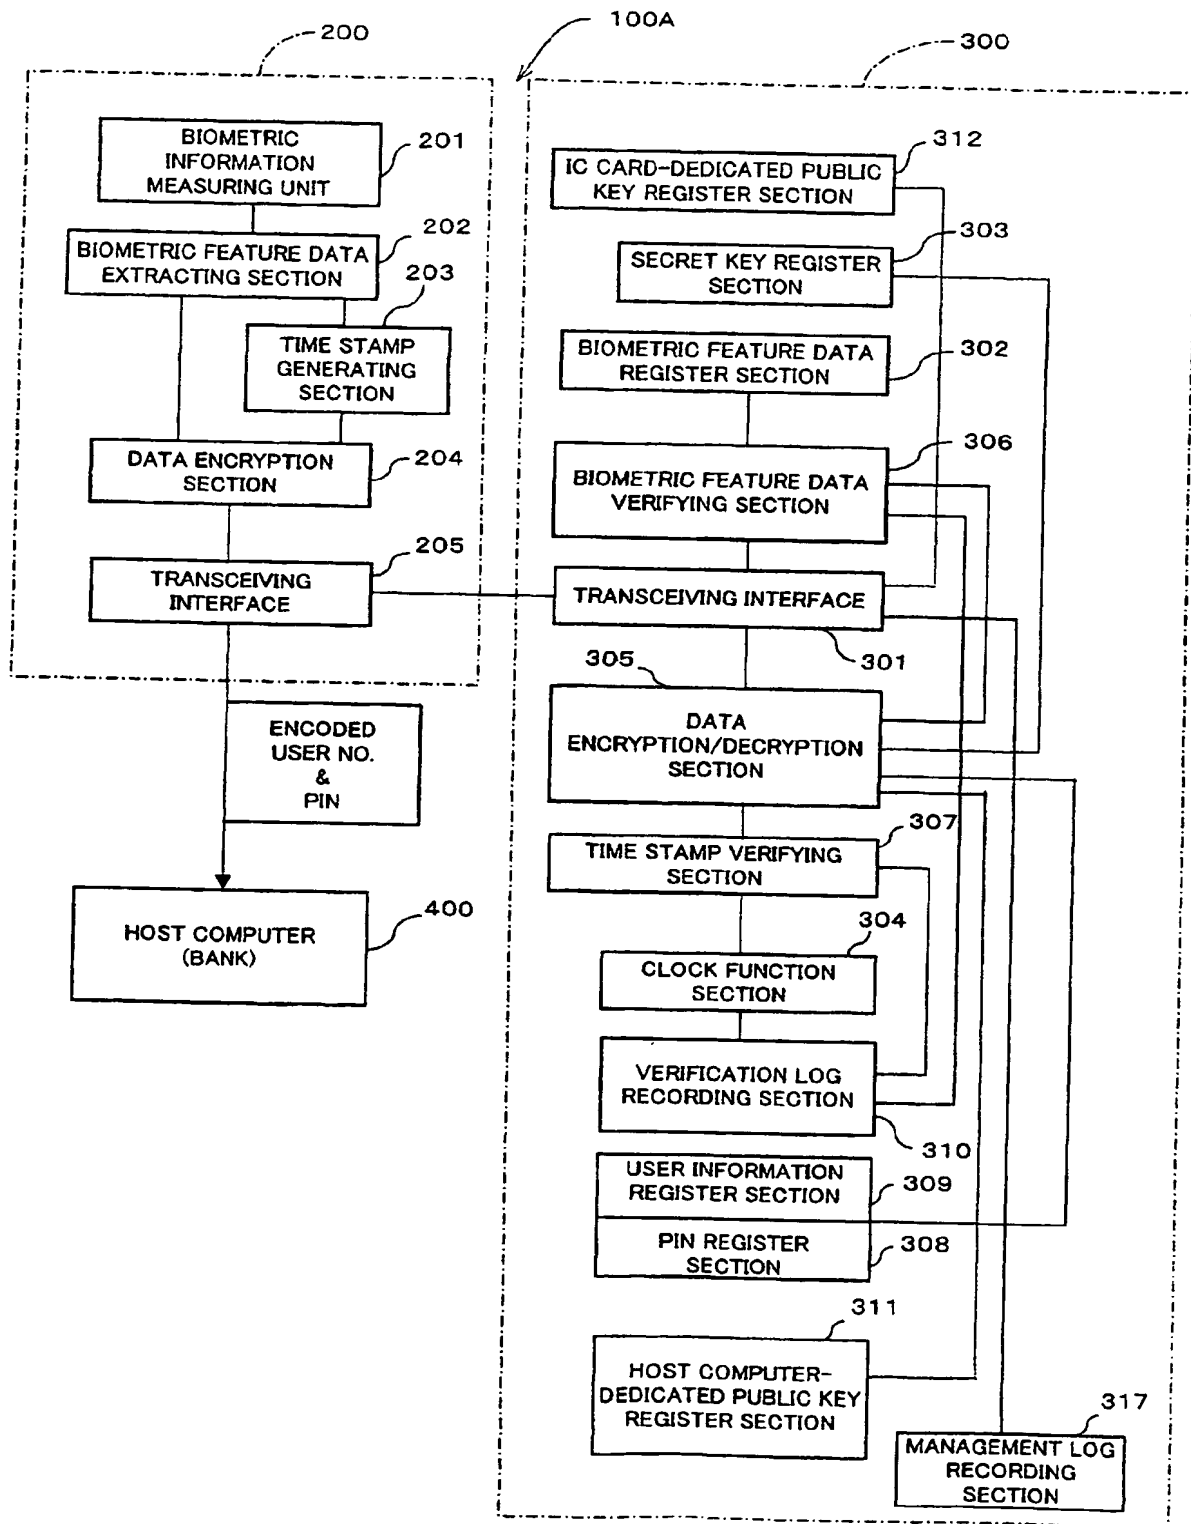 200
100A
300
BIOMETRIC
INFORMATION
MEASURING UNIT
201
BIOMETRIC FEATURE DATA
EXTRACTING SECTION
202
203
TIME STAMP
GENERATING
SECTION
DATA ENCRYPTION
SECTION
204
TRANSCEIVING
INTERFACE
205
ENCODED
USER NO.
&
PIN
HOST COMPUTER
(BANK)
400
312
IC CARD-DEDICATED PUBLIC
KEY REGISTER SECTION
303
SECRET KEY REGISTER
SECTION
BIOMETRIC FEATURE DATA
REGISTER SECTION
302
306
BIOMETRIC FEATURE DATA
VERIFYING SECTION
TRANSCEIVING INTERFACE
301
305
DATA
ENCRYPTION/DECRYPTION
SECTION
307
TIME STAMP VERIFYING
SECTION
304
CLOCK FUNCTION
SECTION
VERIFICATION LOG
RECORDING SECTION
310
USER INFORMATION
REGISTER SECTION
309
PIN REGISTER
SECTION
308
311
HOST COMPUTER-
DEDICATED PUBLIC KEY
REGISTER SECTION
317
MANAGEMENT LOG
RECORDING
SECTION